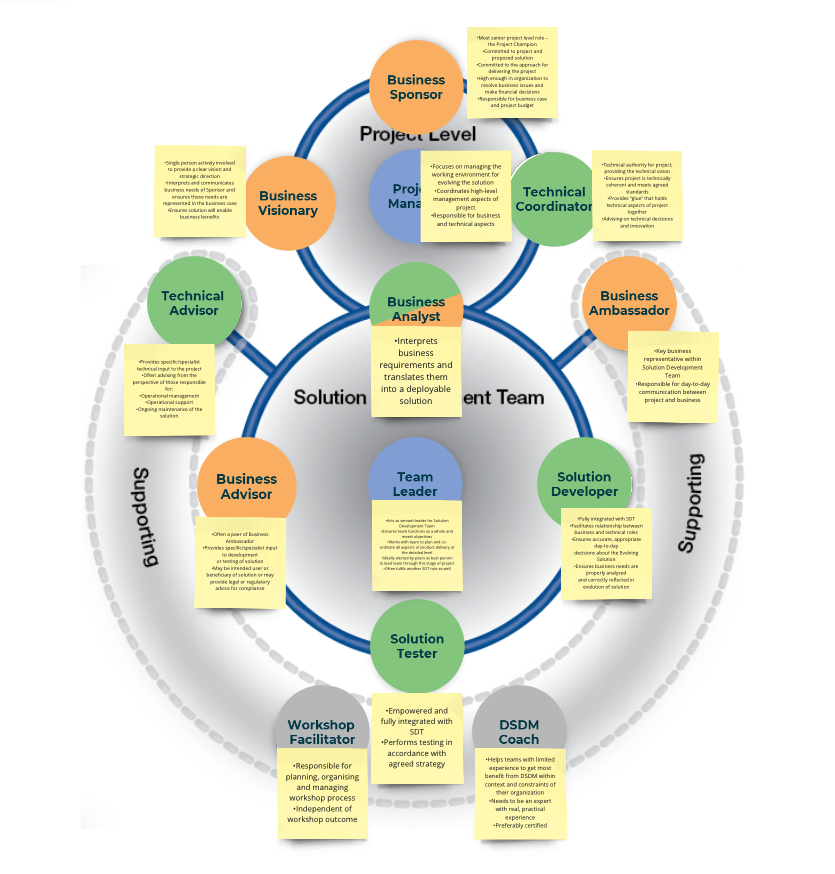 •Most senior project level role –
the Project Champion
•Committed to project and
proposed solution
•Committed to the approach for
delivering the project
•High enough in organization to
resolve business issues and
make financial decisions
•Responsible for business case
and project budget
Business
Sponsor
Project Level
•Single person actively involved
to provide a clear vision and
strategic direction
•Interprets and communicates
business needs of Sponsor and
ensures these needs are
represented in the business case
•Ensures solution will enable
business benefits
Business
Visionary
Proje
Mana
•Focuses on managing the
working environment for
evolving the solution
•Coordinates high-level
management aspects of
project
•Responsible for business
and technical aspects
Technical
Coordinator
•Technical authority for project,
providing the technical vision
•Ensures project is technically
coherent and meets agreed
standards
•Provides "glue" that holds
technical aspects of project
together
•Advising on technical decisions
and innovation
Technical
Advisor
Business
Analyst
Business
Ambassador
•Provides specific/specialist
technical input to the project
•Often advising from the
perspective of those responsible
for:
•Operational management
•Operational support
•Ongoing maintenance of the
solution
•Interprets
business
requirements and
translates them
into a deployable
solution
•Key business
representative within
Solution Development
Team
•Responsible for day-to-day
communication between
project and business
Solution ent Team
Supporting
Business
Advisor
Team
Leader
Solution
Developer
Supporting
•Often a peer of Business
Ambassador
•Provides specific/specialist input
to development
or testing of solution
•May be intended user or
beneficiary of solution or may
provide legal or regulatory
advice for compliance
•Acts as servant-leader for Solution
Development Team
•Ensures team functions as a whole and
meets objectives
•Works with team to plan and co-
ordinate all aspects of product delivery at
the detailed level
•Ideally elected by peers as best person
to lead team through this stage of project
•Often fulfils another SDT role as well
•Fully integrated with SDT
•Facilitates relationship between
business and technical roles
•Ensures accurate, appropriate
day-to-day
decisions about the Evolving
Solution
•Ensures business needs are
properly analysed
and correctly reflected in
evolution of solution
Solution
Tester
•Empowered and
fully integrated with
SDT
•Performs testing in
accordance with
agreed strategy
Workshop
Facilitator
•Responsible for
planning, organising
and managing
workshop process
•Independent of
workshop outcome
DSDM
Coach
•Helps teams with limited
experience to get most
benefit from DSDM within
context and constraints of
their organization
•Needs to be an expert
with real, practical
experience
•Preferably certified